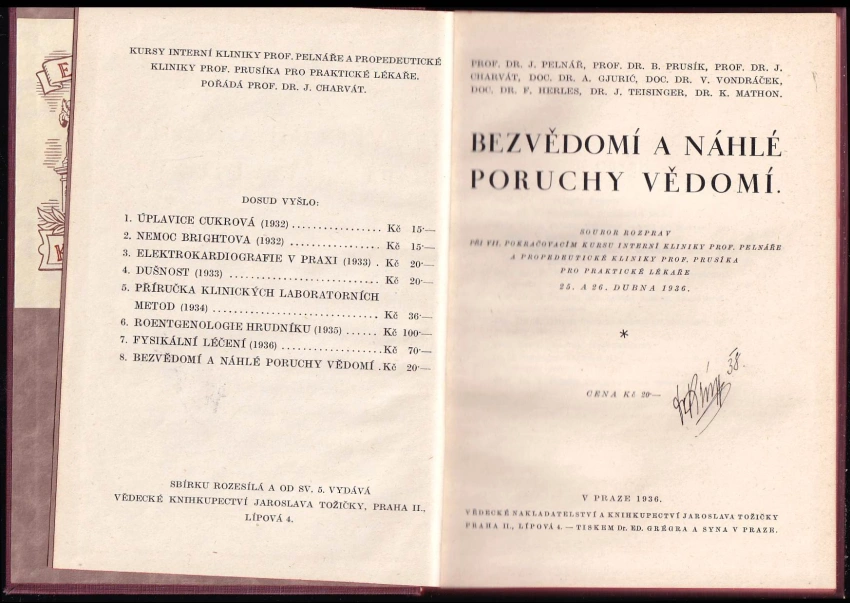 KURSY INTERNÍ KLINIKY PROF. PELNÁŘE A PROPEDEUTICKÉ
KLINIKY PROF. PRUSÍKA PRO PRAKTICKÉ LÉKAŘE.
POŘÁDÁ PROF. DR. J. CHARVÁT.
DOSUD VYŠLO:
1. ÚPLAVICE CUKROVÁ (1932) ................ Kč 15·—
2. NEMOC BRIGHTOVA (1932) ................ Kč 15·—
3. ELEKTROKARDIOGRAFIE V PRAXI (1933) . Kč 20·—
4. DUŠNOST (1933) ........................... Kč 20·—
5. PŘÍRUČKA KLINICKÝCH LABORATORNÍCH
METOD (1934) .............................. Kč 36·—
6. ROENTGENOLOGIE HRUDNÍKU (1935) ...... Kč 100·—
7. FYSIKÁLNÍ LÉČENÍ (1936) ................... Kč 70·—
8. BEZVĚDOMÍ A NÁHLÉ PORUCHY VĚDOMÍ . Kč 20·—
SBÍRKU ROZESÍLÁ A OD SV. 5. VYDÁVÁ
VĚDECKÉ KNIHKUPECTVÍ JAROSLAVA TOŽIČKY, PRAHA II.,
LÍPOVÁ 4.
PROF. DR. J. PELNÁŘ, PROF. DR. B. PRUSÍK, PROF. DR. J.
CHARVÁT, DOC. DR. A. GJURIĆ, DOC. DR. V. VONDRÁČEK,
DOC. DR. F. HERLES, DR. J. TEISINGER, DR. K. MATHON.
BEZVĚDOMÍ A NÁHLÉ
PORUCHY VĚDOMÍ.
SOUBOR ROZPRAV
PŘI VII. POKRAČOVACÍM KURSU INTERNÍ KLINIKY PROF. PELNÁŘE
A PROPEDEUTICKÉ KLINIKY PROF. PRUSÍKA
PRO PRAKTICKÉ LÉKAŘE
25. A 26. DUBNA 1936.
*
CENA Kč 20·—
V PRAZE 1936.
VĚDECKÉ NAKLADATELSTVÍ A KNIHKUPECTVÍ JAROSLAVA TOŽIČKY
PRAHA II., LÍPOVÁ 4. — TISKEM Dr. ED. GRÉGRA A SYNA V PRAZE.